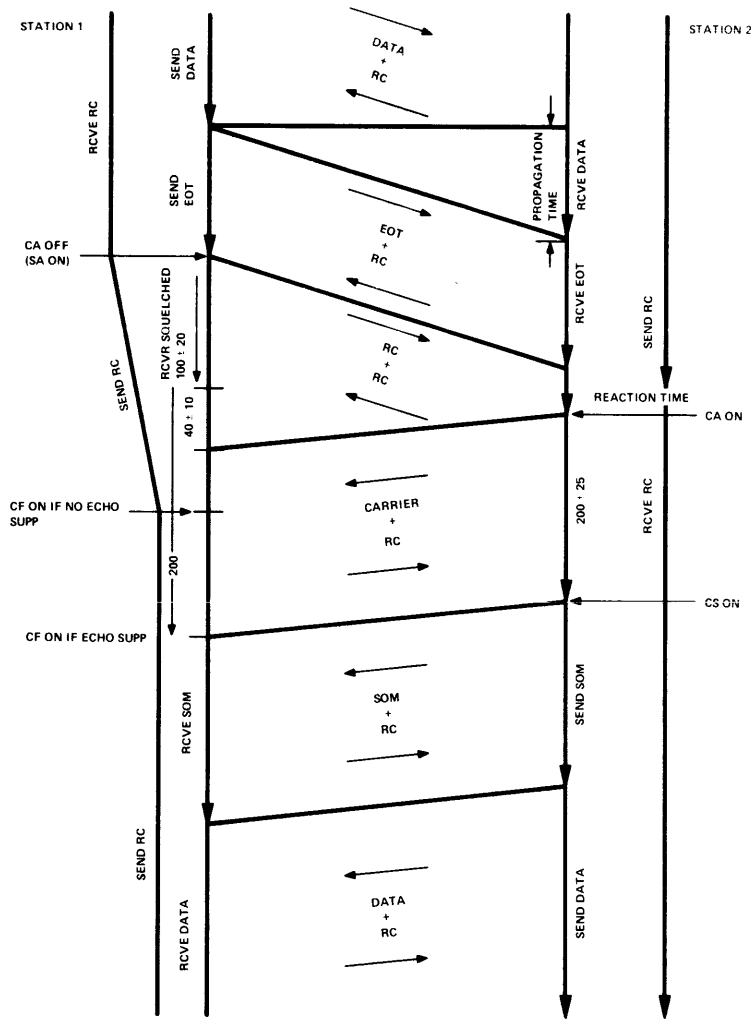 STATION 1
STATION 2
DATA
+
RC
SEND
DATA
RCVE RC
PROPAGATION
TIME
RCVE DATA
SEND
EOT
EOT
+
RC
CA OFF
(SA ON)
RCVR SQUELCHED
100 ± 20
RCVE EOT
SEND RC
RC
+
RC
SEND RC
40 ± 10
REACTION TIME
CA ON
CF ON IF NO ECHO
SUPP
CARRIER
+
RC
200 ± 25
RCVE RC
200
CS ON
CF ON IF ECHO SUPP
RCVE SOM
SOM
+
RC
SEND SOM
SEND RC
RCVE DATA
DATA
+
RC
SEND DATA